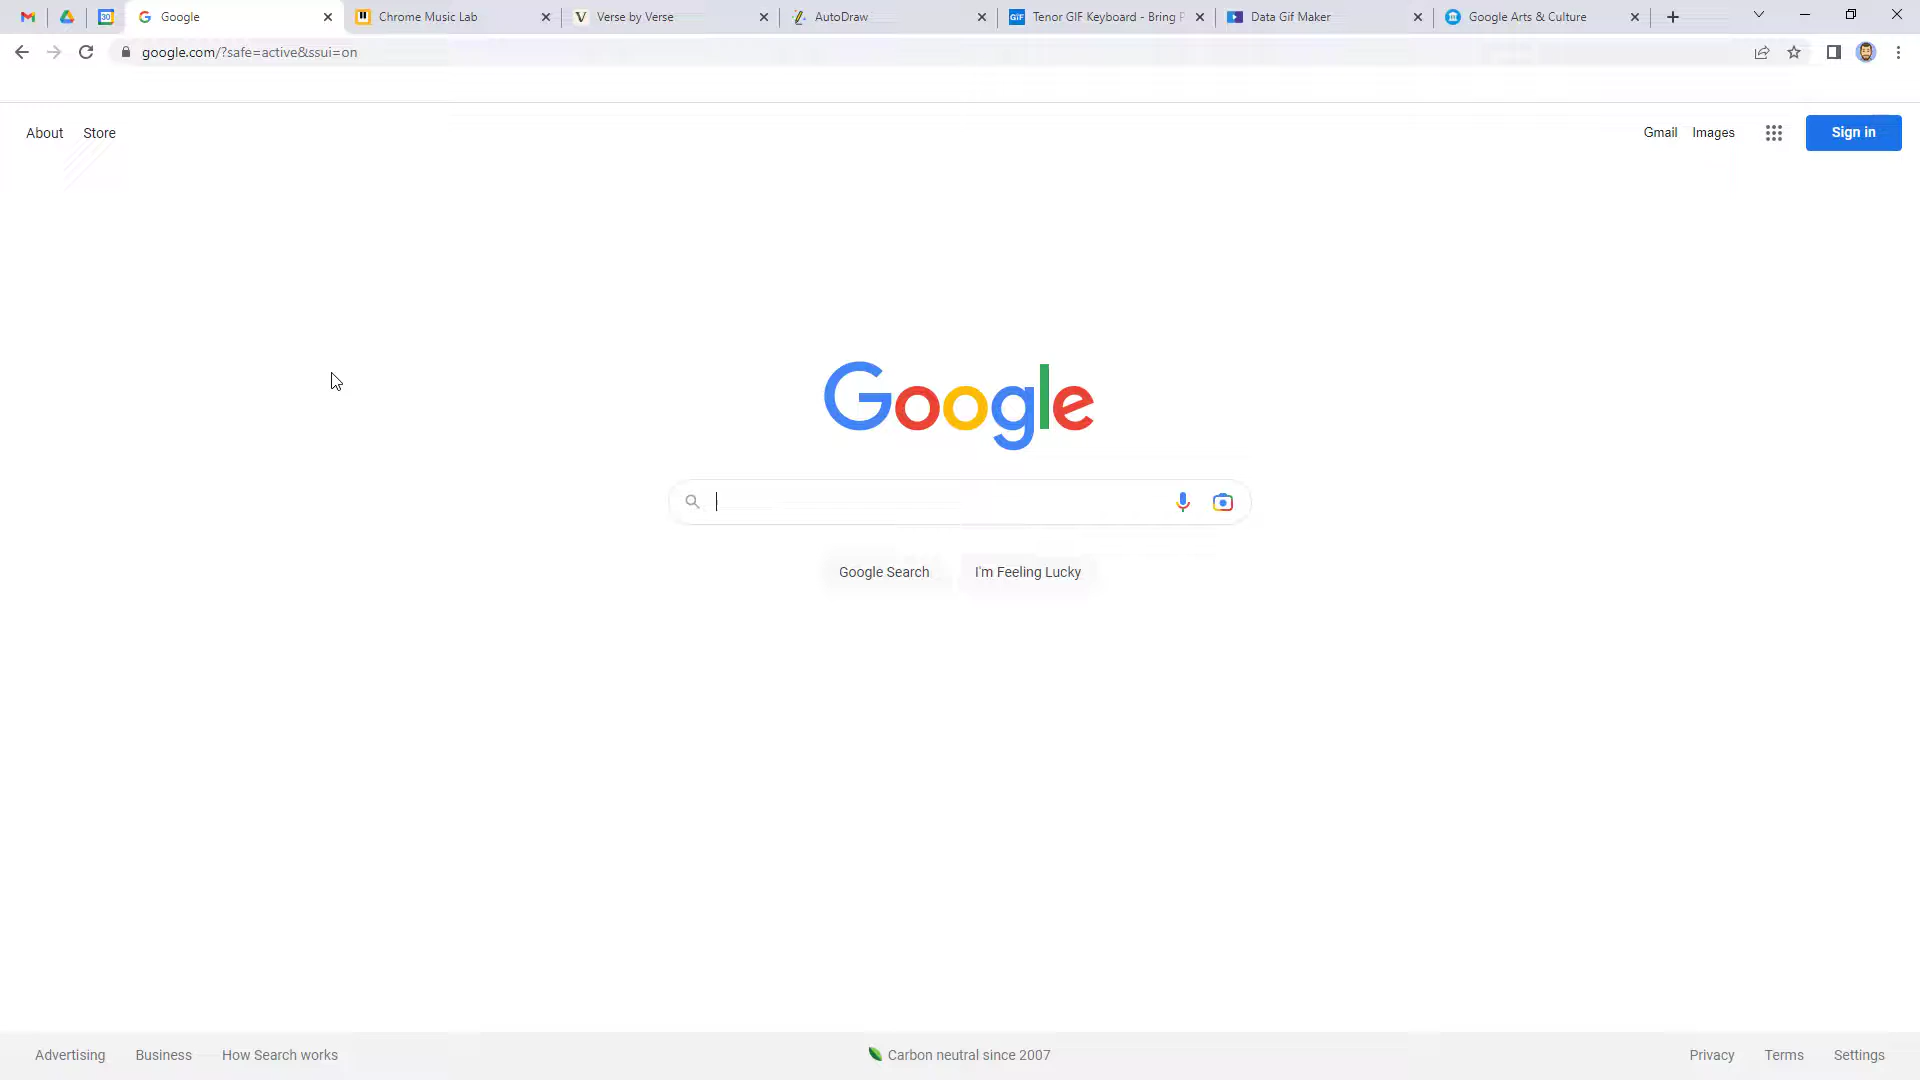 Google
Chrome Music Lab
Verse by Verse
AutoDraw
GIF
Tenor GIF Keyboard - Bring
Data Gif Maker
Google Arts & Culture
google.com/?safe=active&ssui=on
About
Store
Gmail
Images
Sign in
Google
Google Search
I'm Feeling Lucky
Advertising
Business
How Search works
Carbon neutral since 2007
Privacy
Terms
Settings